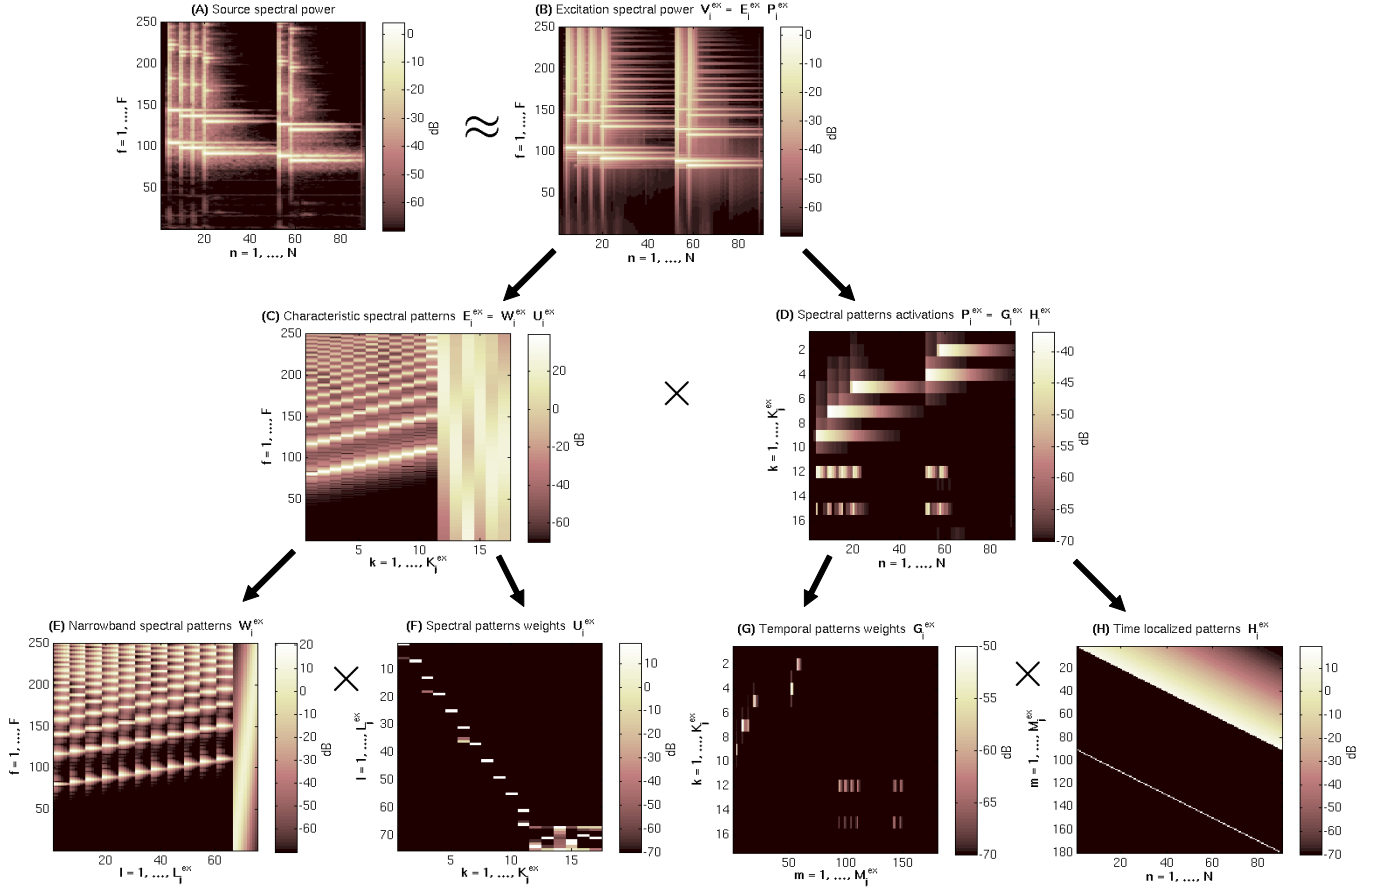 (A) Source spectral power
250
200
150
100
50
f = 1, ..., F
20 40 60 80
n = 1, ..., N
0
-10
-20
-30
-40
-50
-60
dB
≈
(B) Excitation spectral power V_j^ex = E_j^ex P_j^ex
250
200
150
100
50
f = 1, ..., F
20 40 60 80
n = 1, ..., N
0
-10
-20
-30
-40
-50
-60
dB
(C) Characteristic spectral patterns E_j^ex = W_j^ex U_j^ex
250
200
150
100
50
f = 1, ..., F
5 10 15
k = 1, ..., K_j^ex
20
0
-20
-40
-60
dB
×
(D) Spectral patterns activations P_j^ex = G_j^ex H_j^ex
2
4
6
8
10
12
14
16
k = 1, ..., K_j^ex
20 40 60 80
n = 1, ..., N
-40
-45
-50
-55
-60
-65
-70
dB
(E) Narrowband spectral patterns W_j^ex
250
200
150
100
50
f = 1, ..., F
20 40 60
l = 1, ..., L_j^ex
20
10
0
-10
-20
-30
-40
-50
-60
dB
×
(F) Spectral patterns weights U_j^ex
10
20
30
40
50
60
70
l = 1, ..., L_j^ex
5 10 15
k = 1, ..., K_j^ex
10
0
-10
-20
-30
-40
-50
-60
-70
dB
(G) Temporal patterns weights G_j^ex
2
4
6
8
10
12
14
16
k = 1, ..., K_j^ex
50 100 150
m = 1, ..., M_j^ex
-50
-55
-60
-65
-70
dB
×
(H) Time localized patterns H_j^ex
20
40
60
80
100
120
140
160
180
m = 1, ..., M_j^ex
20 40 60 80
n = 1, ..., N
10
0
-10
-20
-30
-40
-50
-60
-70
dB